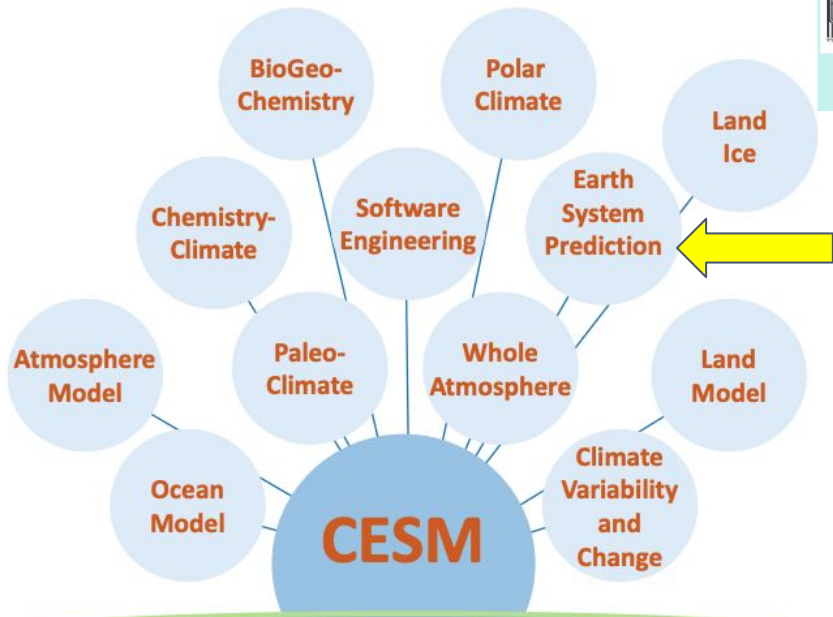 BioGeo-
Chemistry
Polar
Climate
Land
Ice
Chemistry-
Climate
Software
Engineering
Earth
System
Prediction
Atmosphere
Model
Paleo-
Climate
Whole
Atmosphere
Land
Model
Ocean
Model
Climate
Variability
and
Change
CESM